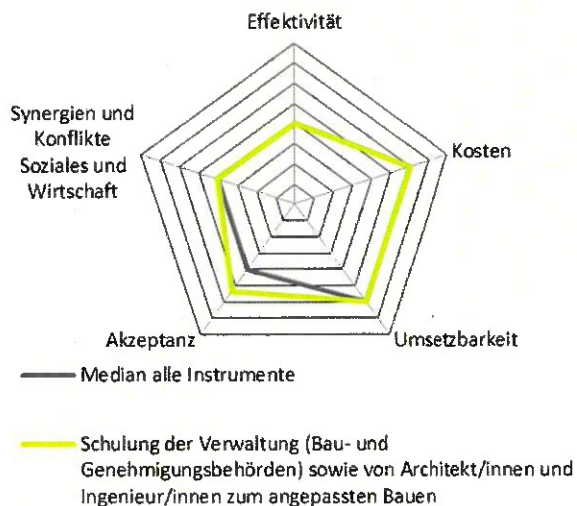 Effektivität
Synergien und
Konflikte
Soziales und
Wirtschaft
Kosten
Akzeptanz
Umsetzbarkeit
Median alle Instrumente
Schulung der Verwaltung (Bau- und
Genehmigungsbehörden) sowie von Architekt/innen und
Ingenieur/innen zum angepassten Bauen